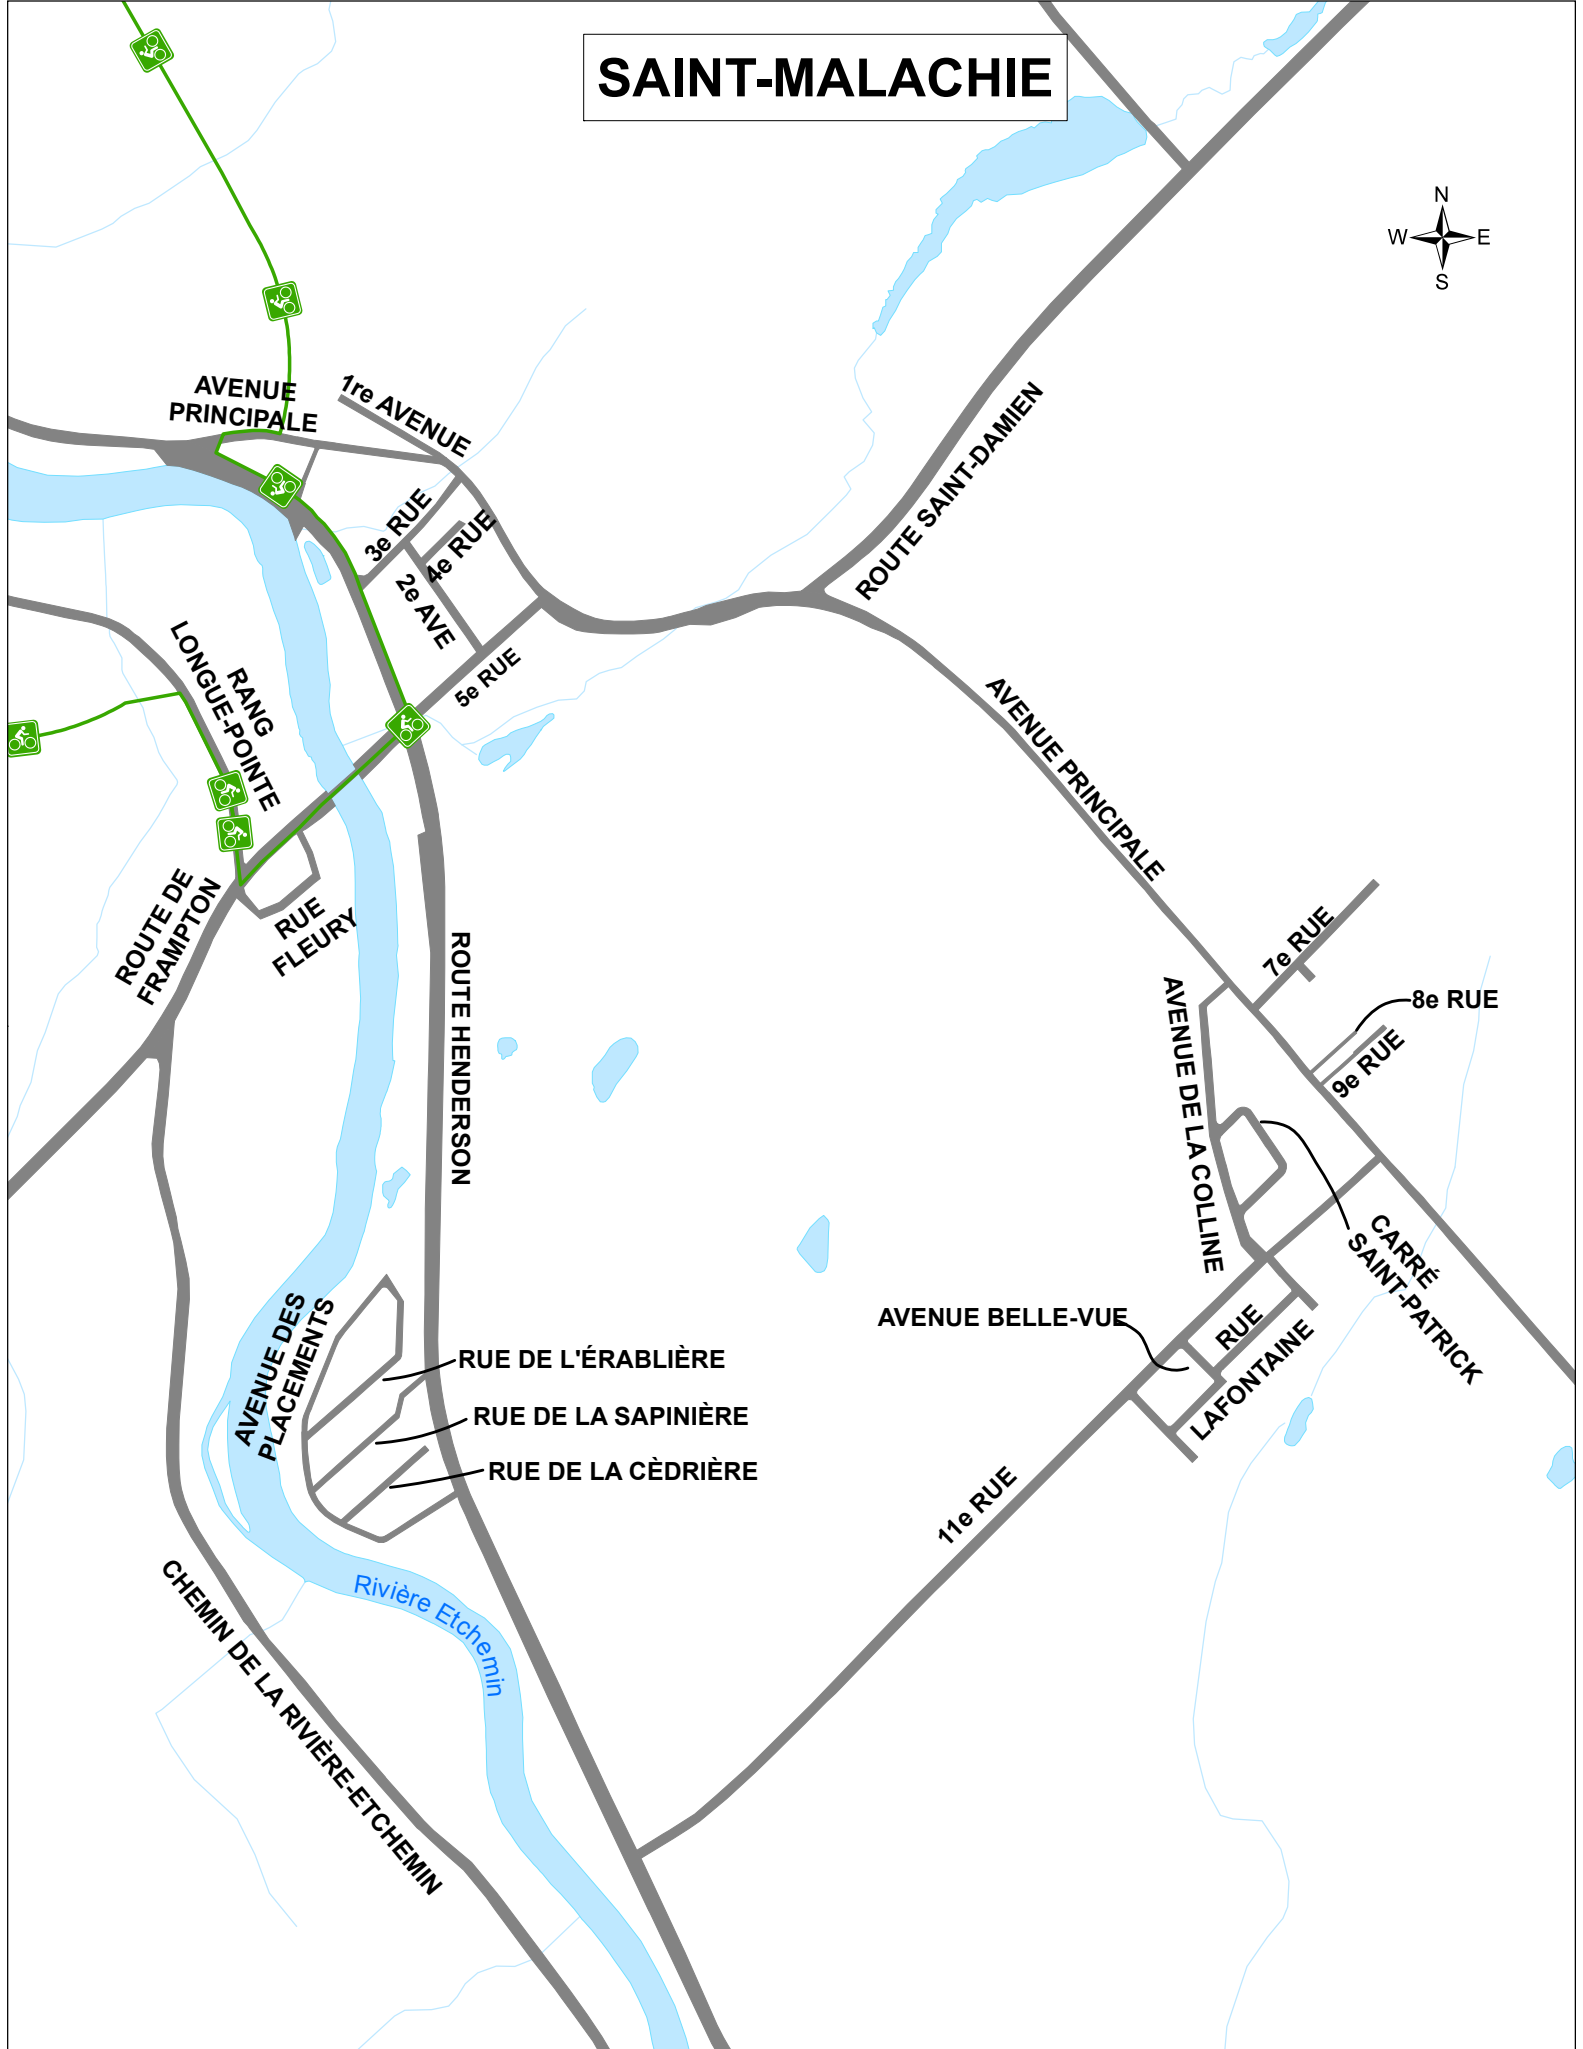 SAINT-MALACHIE
N
W E
S
AVENUE
PRINCIPALE
1re AVENUE
3e RUE
4e RUE
2e AVE
5e RUE
ROUTE SAINT-DAMIEN
RANG
LONGUE-POINTE
AVENUE PRINCIPALE
ROUTE DE
FRAMPTON
RUE
FLEURY
ROUTE HENDERSON
7e RUE
8e RUE
9e RUE
AVENUE DE LA COLLINE
CARRÉ
SAINT-PATRICK
AVENUE BELLE-VUE
RUE
LAFONTAINE
AVENUE DES
PLACEMENTS
RUE DE L'ÉRABLIÈRE
RUE DE LA SAPINIÈRE
RUE DE LA CÈDRIÈRE
11e RUE
Rivière Etchemin
CHEMIN DE LA RIVIÈRE-ETCHEMIN